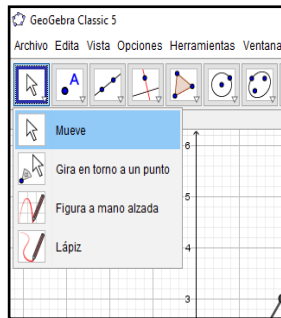 GeoGebra Classic 5
Archivo Edita Vista Opciones Herramientas Ventana
A
Mueve
Gira en torno a un punto
Figura a mano alzada
Lápiz
6
5
4
3